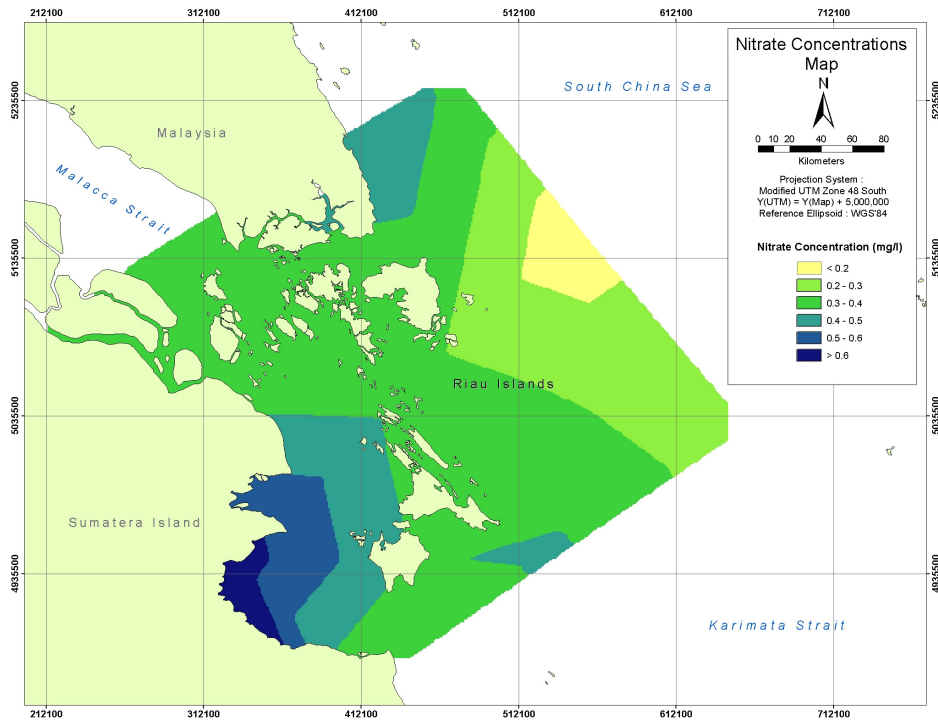 212100 312100 412100 512100 612100 712100
Nitrate Concentrations
Map
N
0 10 20 40 60 80
Kilometers
Projection System :
Modified UTM Zone 48 South
Y(UTM) = Y(Map) + 5,000,000
Reference Ellipsoid : WGS'84
Nitrate Concentration (mg/l)
< 0.2
0.2 - 0.3
0.3 - 0.4
0.4 - 0.5
0.5 - 0.6
> 0.6
South China Sea
5235500 5235500
Malaysia
Malacca Strait
5135500 5135500
Riau Islands
5035500 5035500
Sumatera Island
4935500 4935500
Karimata Strait
212100 312100 412100 512100 612100 712100